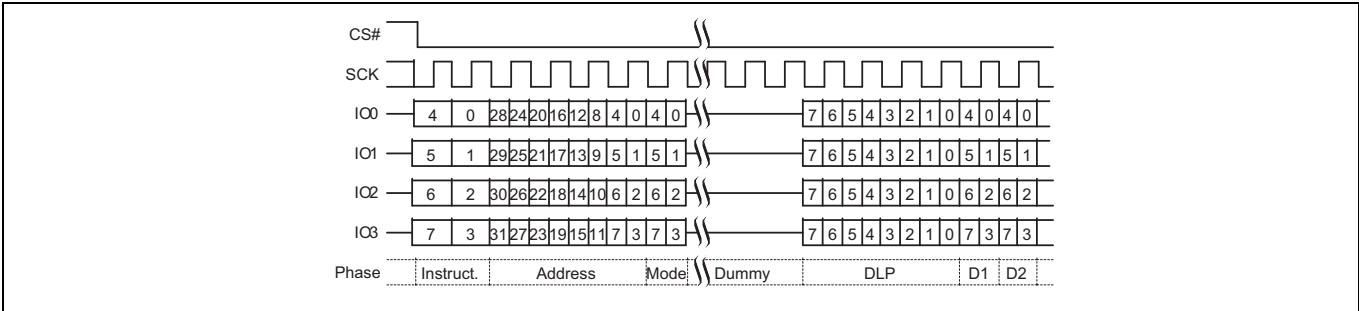 CS#
SCK
IO0 4 0 28 24 20 16 12 8 4 0 4 0 7 6 5 4 3 2 1 0 4 0 4 0
IO1 5 1 29 25 21 17 13 9 5 1 5 1 7 6 5 4 3 2 1 0 5 1 5 1
IO2 6 2 30 26 22 18 14 10 6 2 6 2 7 6 5 4 3 2 1 0 6 2 6 2
IO3 7 3 31 27 23 19 15 11 7 3 7 3 7 6 5 4 3 2 1 0 7 3 7 3
Phase Instruct. Address Mode Dummy DLP D1 D2